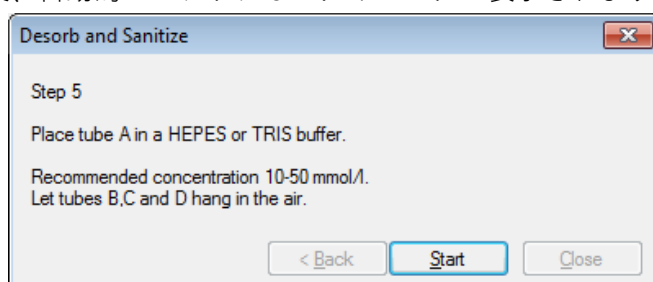 Desorb and Sanitize
Step 5
Place tube A in a HEPES or TRIS buffer.
Recommended concentration 10-50 mmol/l.
Let tubes B,C and D hang in the air.
< Back
Start
Close